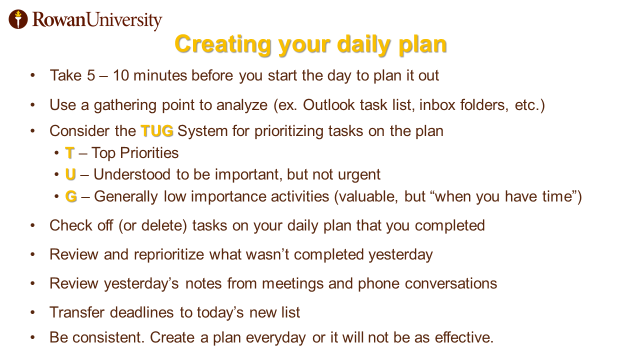 RowanUniversity
Creating your daily plan
• Take 5 – 10 minutes before you start the day to plan it out
• Use a gathering point to analyze (ex. Outlook task list, inbox folders, etc.)
• Consider the TUG System for prioritizing tasks on the plan
• T – Top Priorities
• U – Understood to be important, but not urgent
• G – Generally low importance activities (valuable, but “when you have time”)
• Check off (or delete) tasks on your daily plan that you completed
• Review and reprioritize what wasn’t completed yesterday
• Review yesterday’s notes from meetings and phone conversations
• Transfer deadlines to today’s new list
• Be consistent. Create a plan everyday or it will not be as effective.